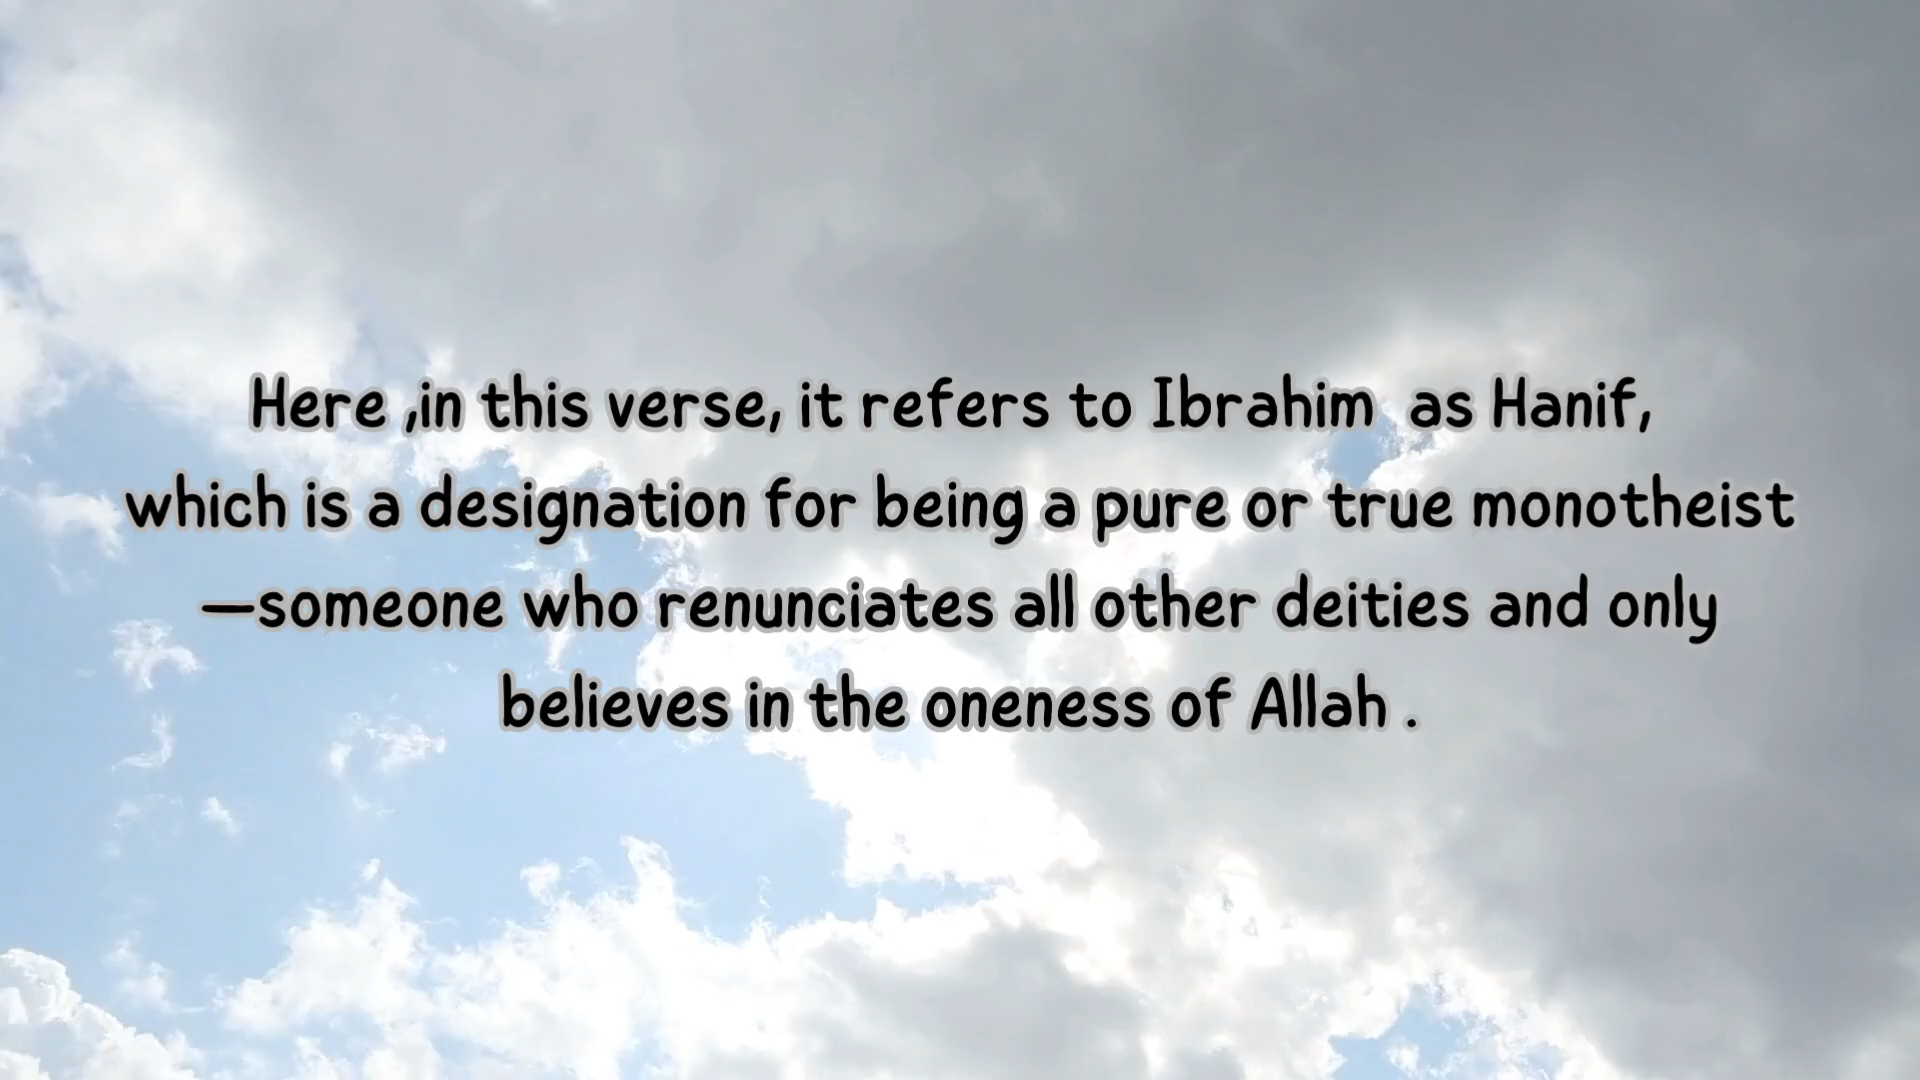 Here ,in this verse, it refers to Ibrahim  as Hanif,
which is a designation for being a pure or true monotheist
—someone who renunciates all other deities and only
believes in the oneness of Allah .